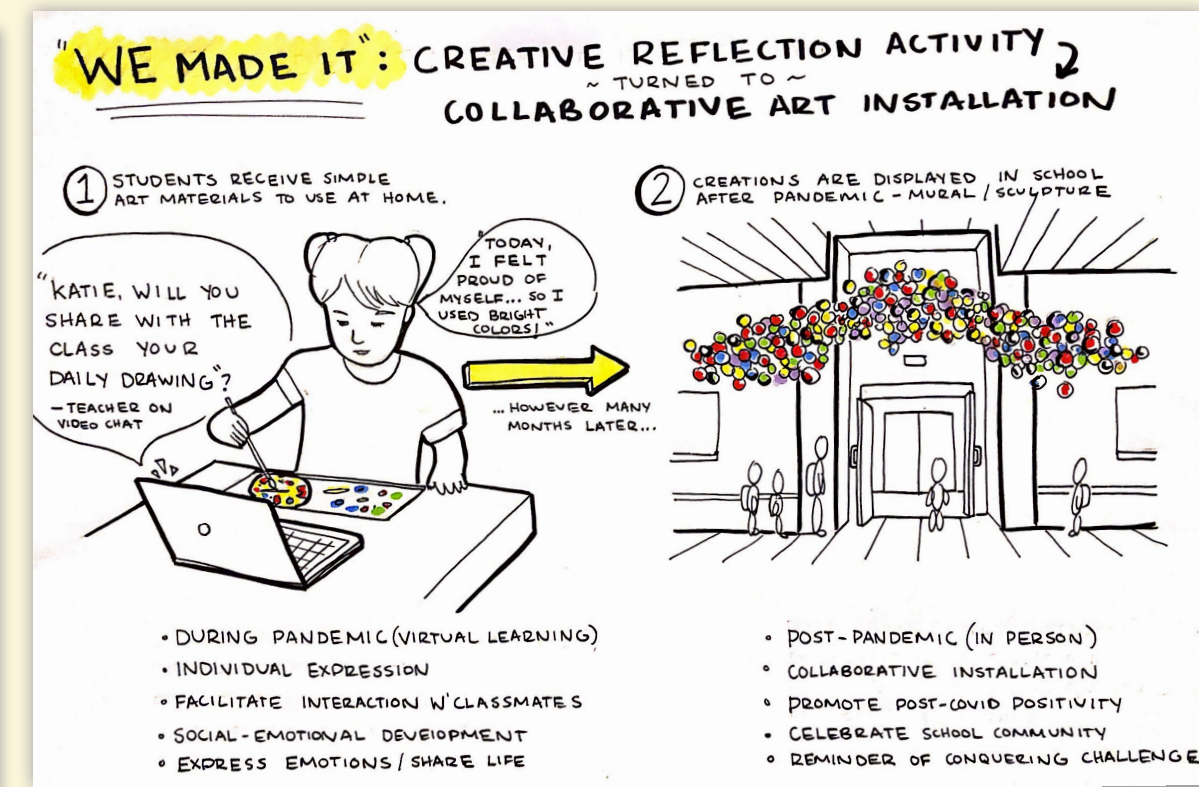 "WE MADE IT": CREATIVE REFLECTION ACTIVITY
~ TURNED TO ~
COLLABORATIVE ART INSTALLATION
1 STUDENTS RECEIVE SIMPLE
ART MATERIALS TO USE AT HOME.
"KATIE, WILL YOU
SHARE WITH THE
CLASS YOUR
DAILY DRAWING"?
- TEACHER ON
VIDEO CHAT
"TODAY,
I FELT
PROUD OF
MYSELF... SO I
USED BRIGHT
COLORS!"
...HOWEVER MANY
MONTHS LATER...
• DURING PANDEMIC (VIRTUAL LEARNING)
• INDIVIDUAL EXPRESSION
• FACILITATE INTERACTION W' CLASSMATES
• SOCIAL-EMOTIONAL DEVELOPMENT
• EXPRESS EMOTIONS / SHARE LIFE
2 CREATIONS ARE DISPLAYED IN SCHOOL
AFTER PANDEMIC - MURAL / SCULPTURE
• POST-PANDEMIC (IN PERSON)
• COLLABORATIVE INSTALLATION
• PROMOTE POST-COVID POSITIVITY
• CELEBRATE SCHOOL COMMUNITY
• REMINDER OF CONQUERING CHALLENGE